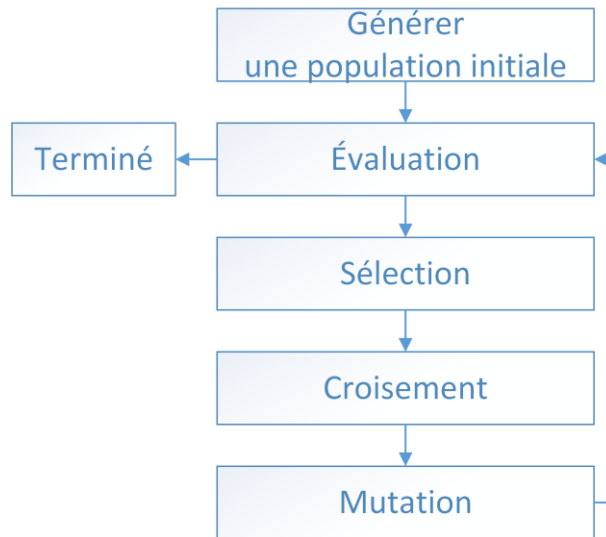 Générer
une population initiale
Terminé
Évaluation
Sélection
Croisement
Mutation